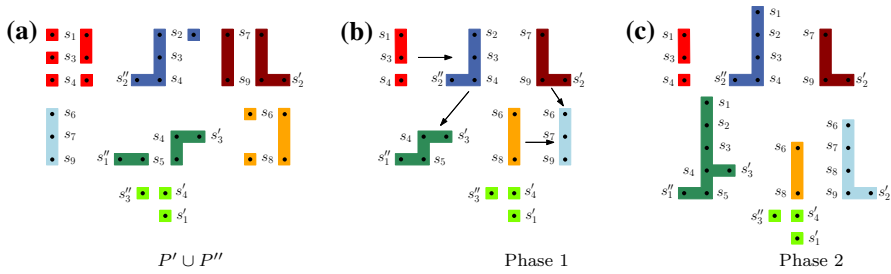 (a) s₁ s₂ s₇ (b) s₁ s₂ s₇ (c) s₁ s₁ s₇
s₂
s₃ s₃ s₃
s₄ s₂″ s₄ s₉ s₂′ s₄ s₂″ s₄ s₉ s₂′ s₄ s₂″ s₄ s₉ s₂′
s₁
s₆ s₆ s₆ s₆ s₂ s₆
s₇ s₄ s₃′ s₄ s₃′ s₇ s₃ s₆ s₇
s₉ s₁″ s₅ s₈ s₁″ s₅ s₈ s₉ s₄ s₃′ s₈
s₃″ s₄′ s₃″ s₄′ s₁″ s₅ s₈ s₉ s₂′
s₁′ s₁′ s₃″ s₄′
s₁′
P′ ∪ P″ Phase 1 Phase 2